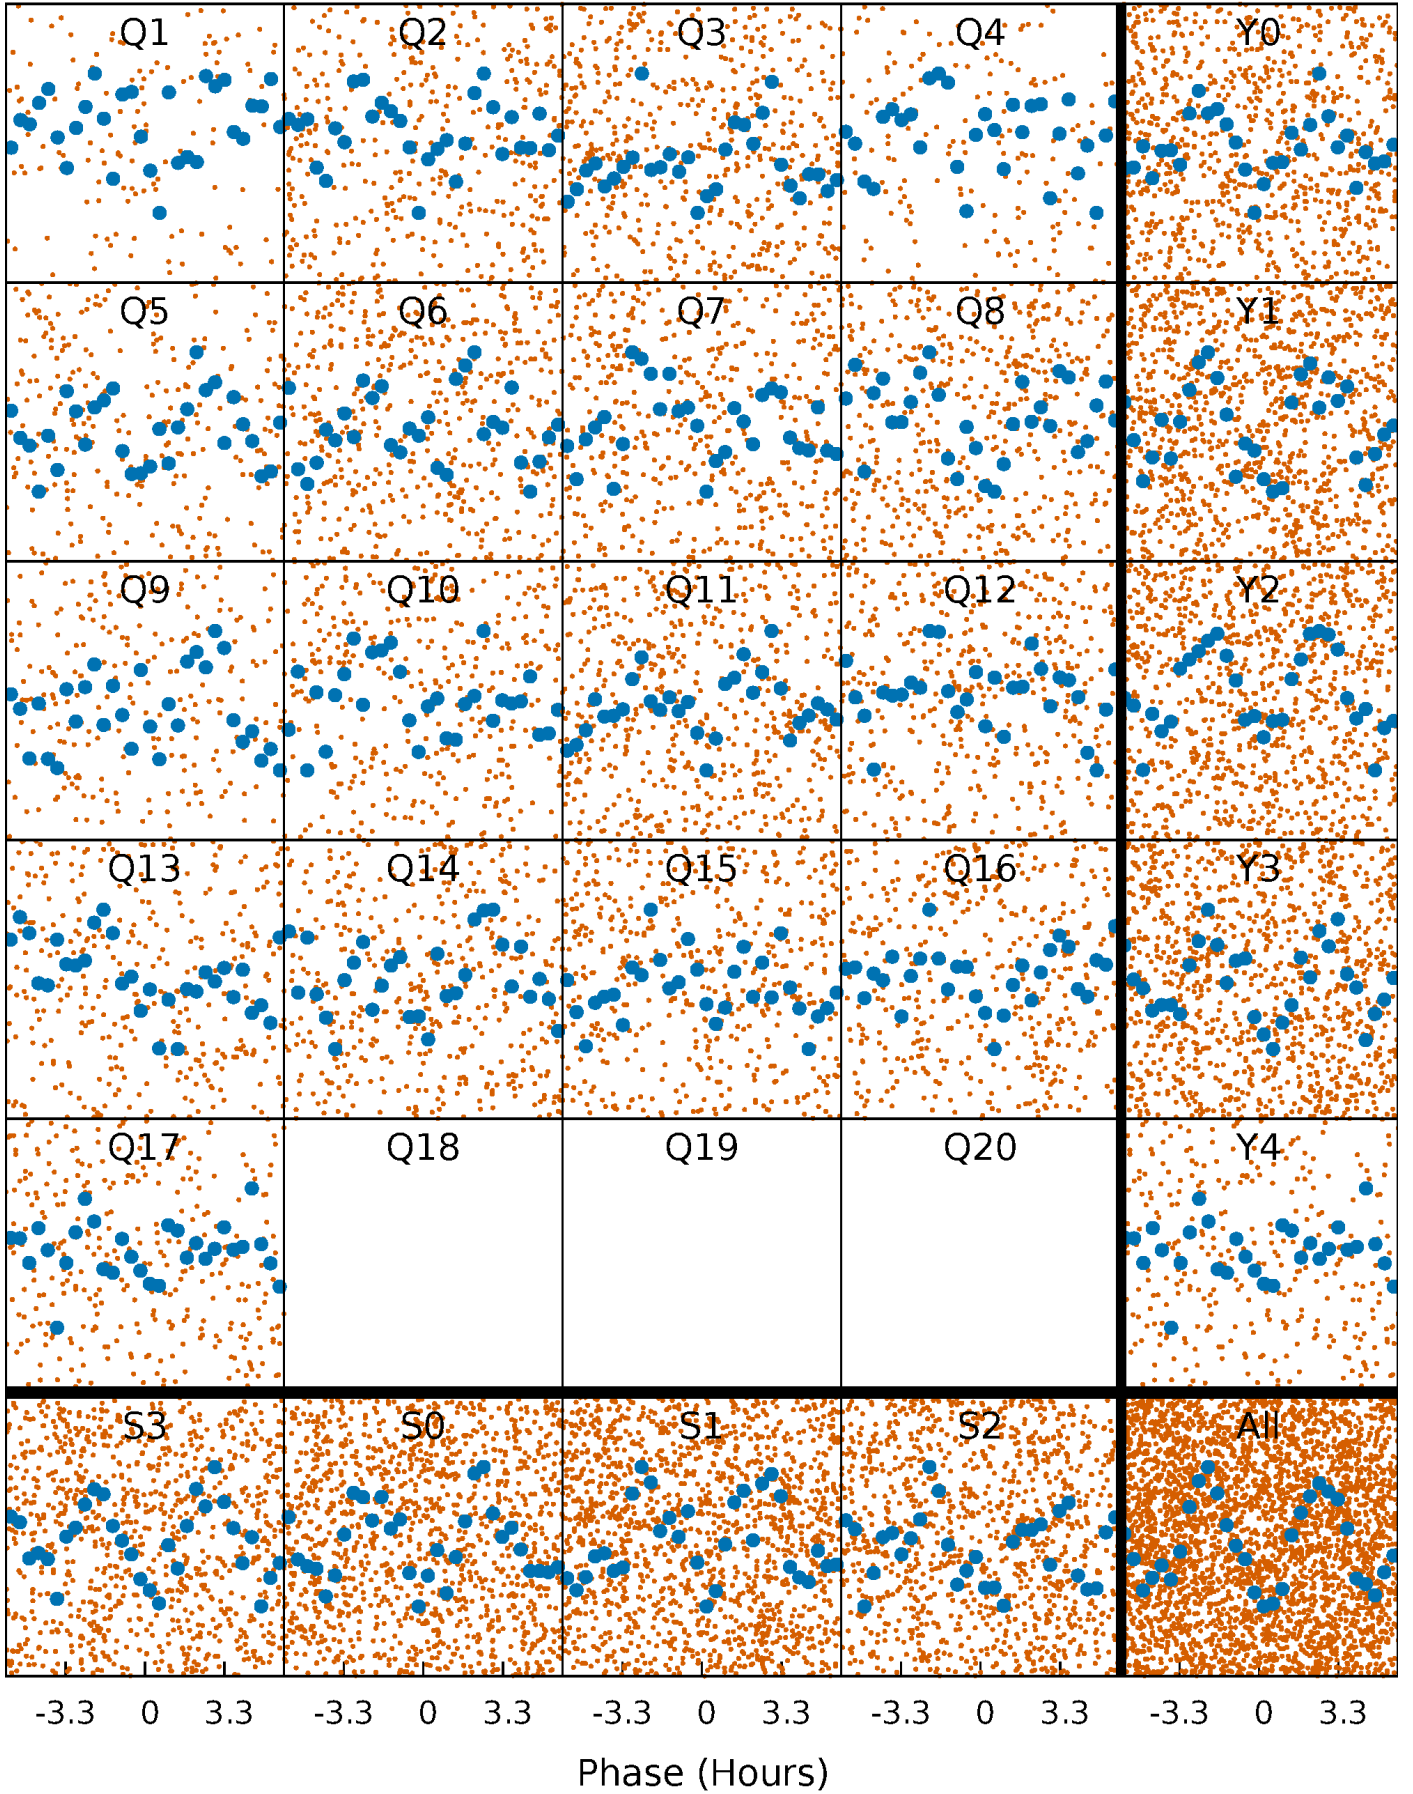 Q1 Q2 Q3 Q4 Y0
Q5 Q6 Q7 Q8 Y1
Q9 Q10 Q11 Q12 Y2
Q13 Q14 Q15 Q16 Y3
Q17 Q18 Q19 Q20 Y4
S3 S0 S1 S2 All
-3.3 0 3.3 -3.3 0 3.3 -3.3 0 3.3 -3.3 0 3.3 -3.3 0 3.3
Phase (Hours)